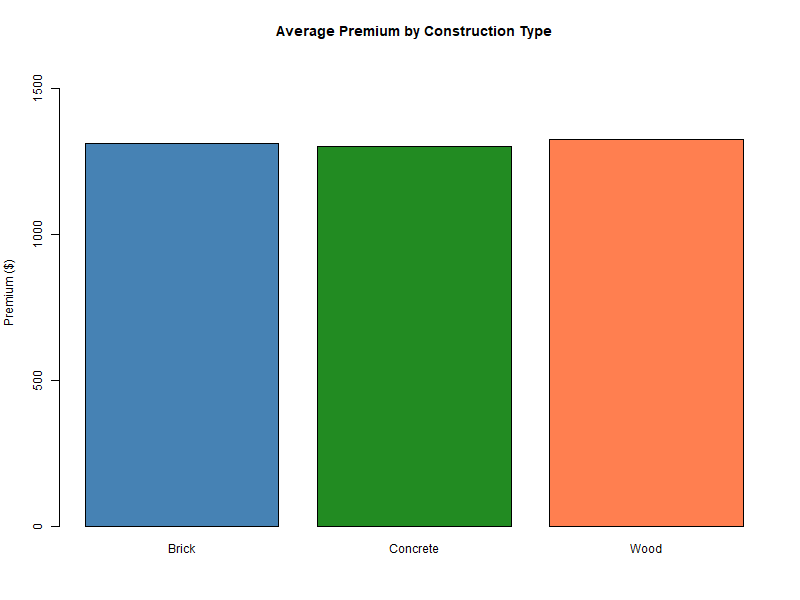 Average Premium by Construction Type
1500
1000
500
0
Premium ($)
Brick Concrete Wood